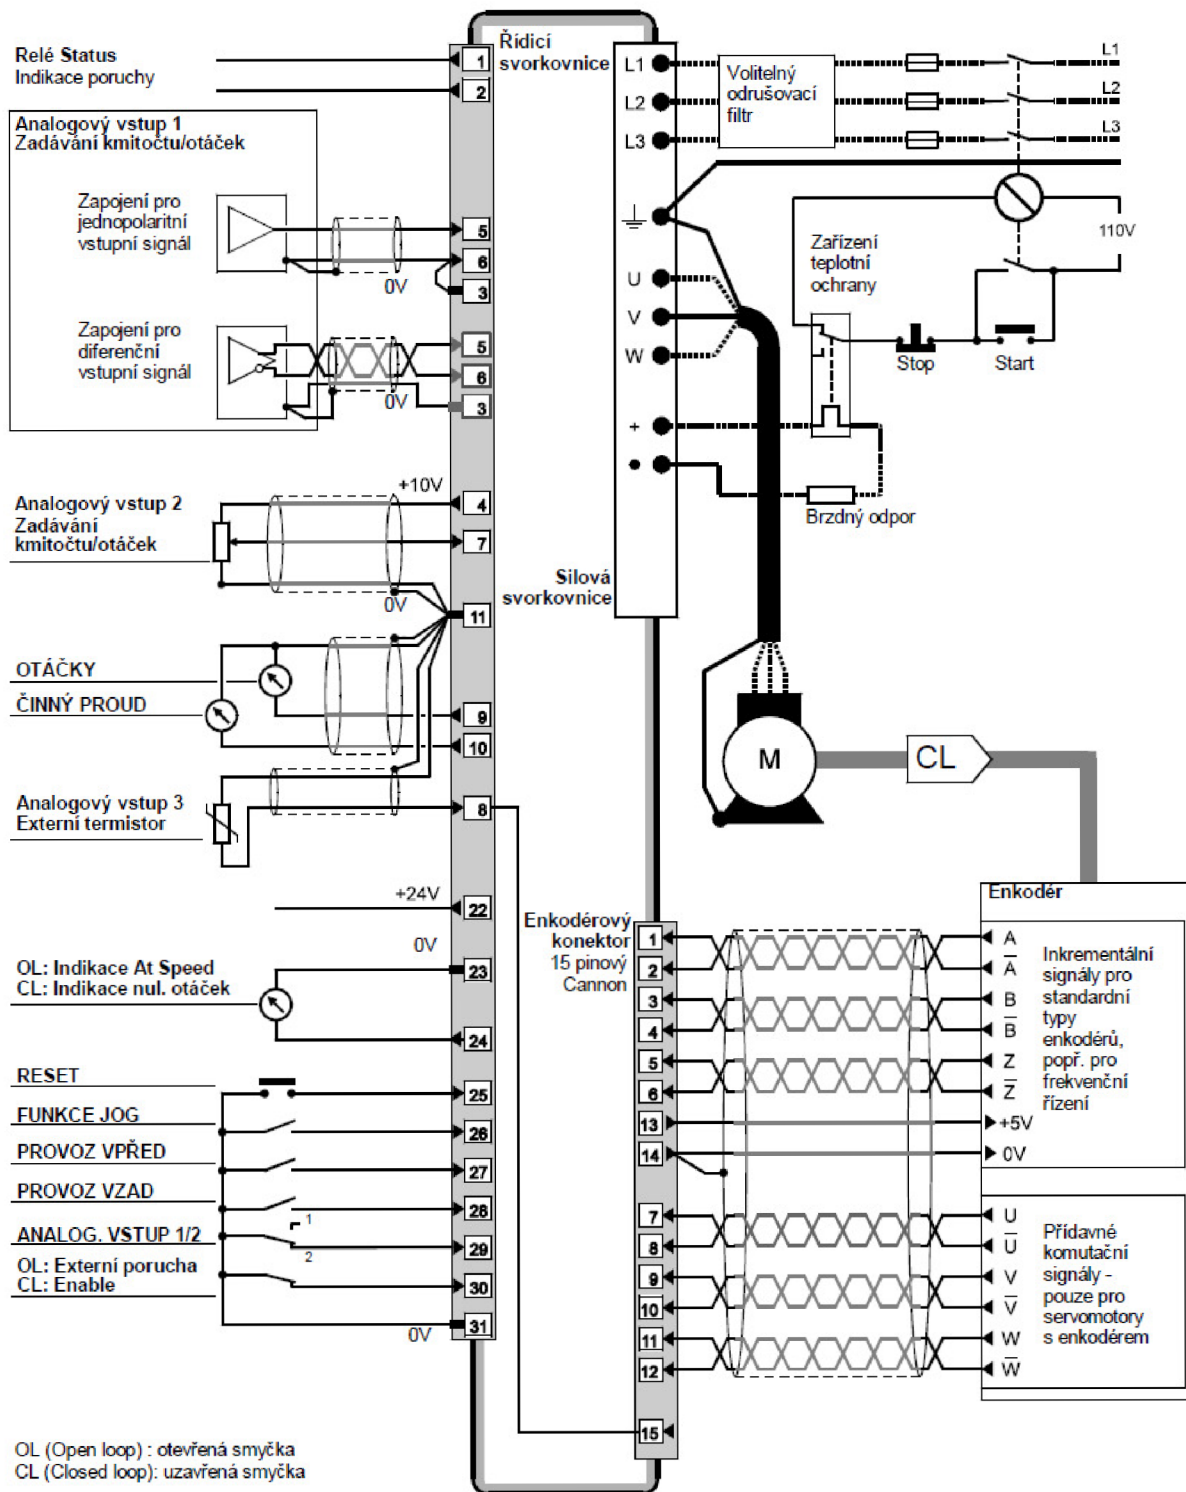 Relé Status
Indikace poruchy
1
2
Řídicí
svorkovnice
Analogový vstup 1
Zadávání kmitočtu/otáček
Zapojení pro
jednopolaritní
vstupní signál
5
6
0V
3
Zapojení pro
diferenční
vstupní signál
5
6
0V
3
Analogový vstup 2
Zadávání
kmitočtu/otáček
+10V
4
7
0V
11
OTÁČKY
ČINNÝ PROUD
9
10
Analogový vstup 3
Externí termistor
8
+24V
22
0V
OL: Indikace At Speed
CL: Indikace nul. otáček
23
24
RESET
25
FUNKCE JOG
26
PROVOZ VPŘED
27
PROVOZ VZAD
28
ANALOG. VSTUP 1/2
1
2
29
OL: Externí porucha
CL: Enable
30
0V
31
OL (Open loop) : otevřená smyčka
CL (Closed loop): uzavřená smyčka
L1
L2
L3
U
V
W
+
Silová
svorkovnice
Volitelný
odrušovací
filtr
L1
L2
L3
110V
Zařízení
teplotní
ochrany
Stop
Start
Brzdný odpor
M
CL
Enkodérový
konektor
15 pinový
Cannon
1
2
3
4
5
6
13
14
7
8
9
10
11
12
15
Enkodér
A
A̅
B
B̅
Z
Z̅
+5V
0V
Inkrementální
signály pro
standardní
typy
enkodérů,
popř. pro
frekvenční
řízení
U
U̅
V
V̅
W
W̅
Přídavné
komutační
signály -
pouze pro
servomotory
s enkodérem